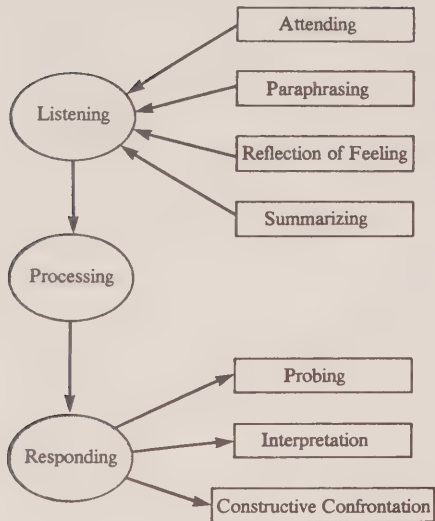 Attending
Listening
Paraphrasing
Reflection of Feeling
Summarizing
Processing
Probing
Responding
Interpretation
Constructive Confrontation